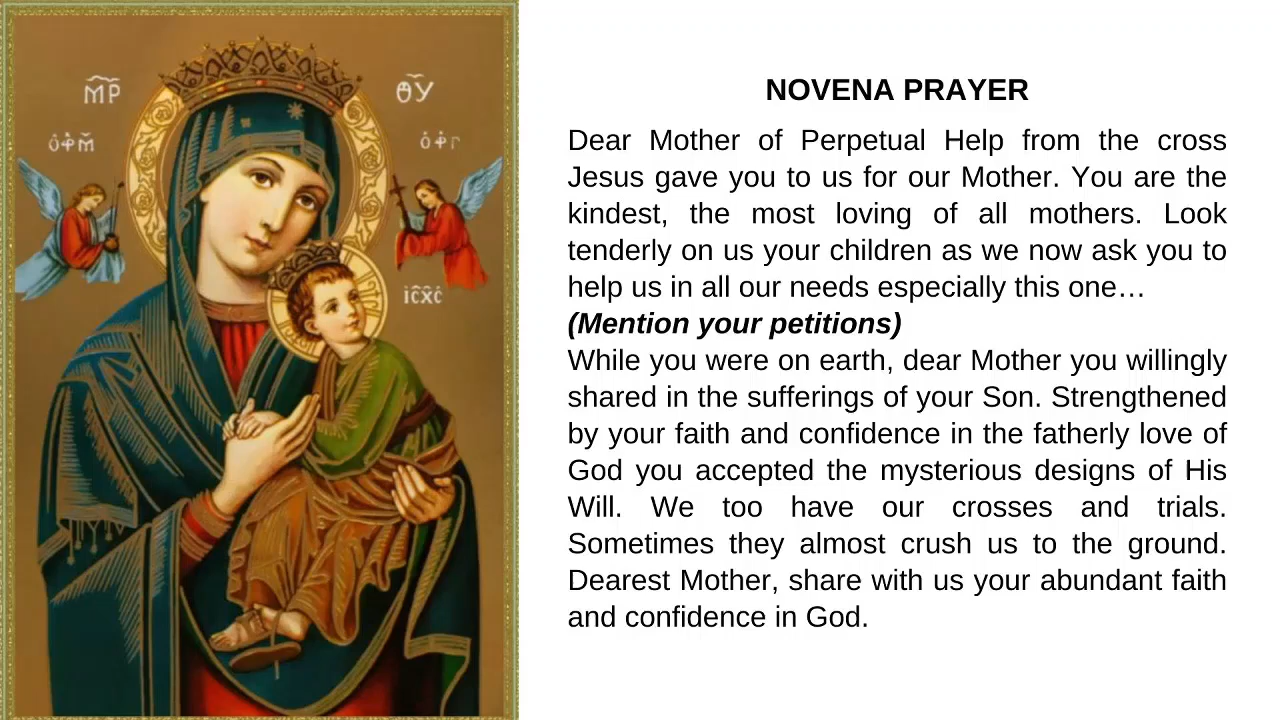 ΜΡ ΘΥ
ὁ ἀ Μ ὁ ἀ Γ
ἰc χc
NOVENA PRAYER
Dear Mother of Perpetual Help from the cross
Jesus gave you to us for our Mother. You are the
kindest, the most loving of all mothers. Look
tenderly on us your children as we now ask you to
help us in all our needs especially this one…
(Mention your petitions)
While you were on earth, dear Mother you willingly
shared in the sufferings of your Son. Strengthened
by your faith and confidence in the fatherly love of
God you accepted the mysterious designs of His
Will. We too have our crosses and trials.
Sometimes they almost crush us to the ground.
Dearest Mother, share with us your abundant faith
and confidence in God.